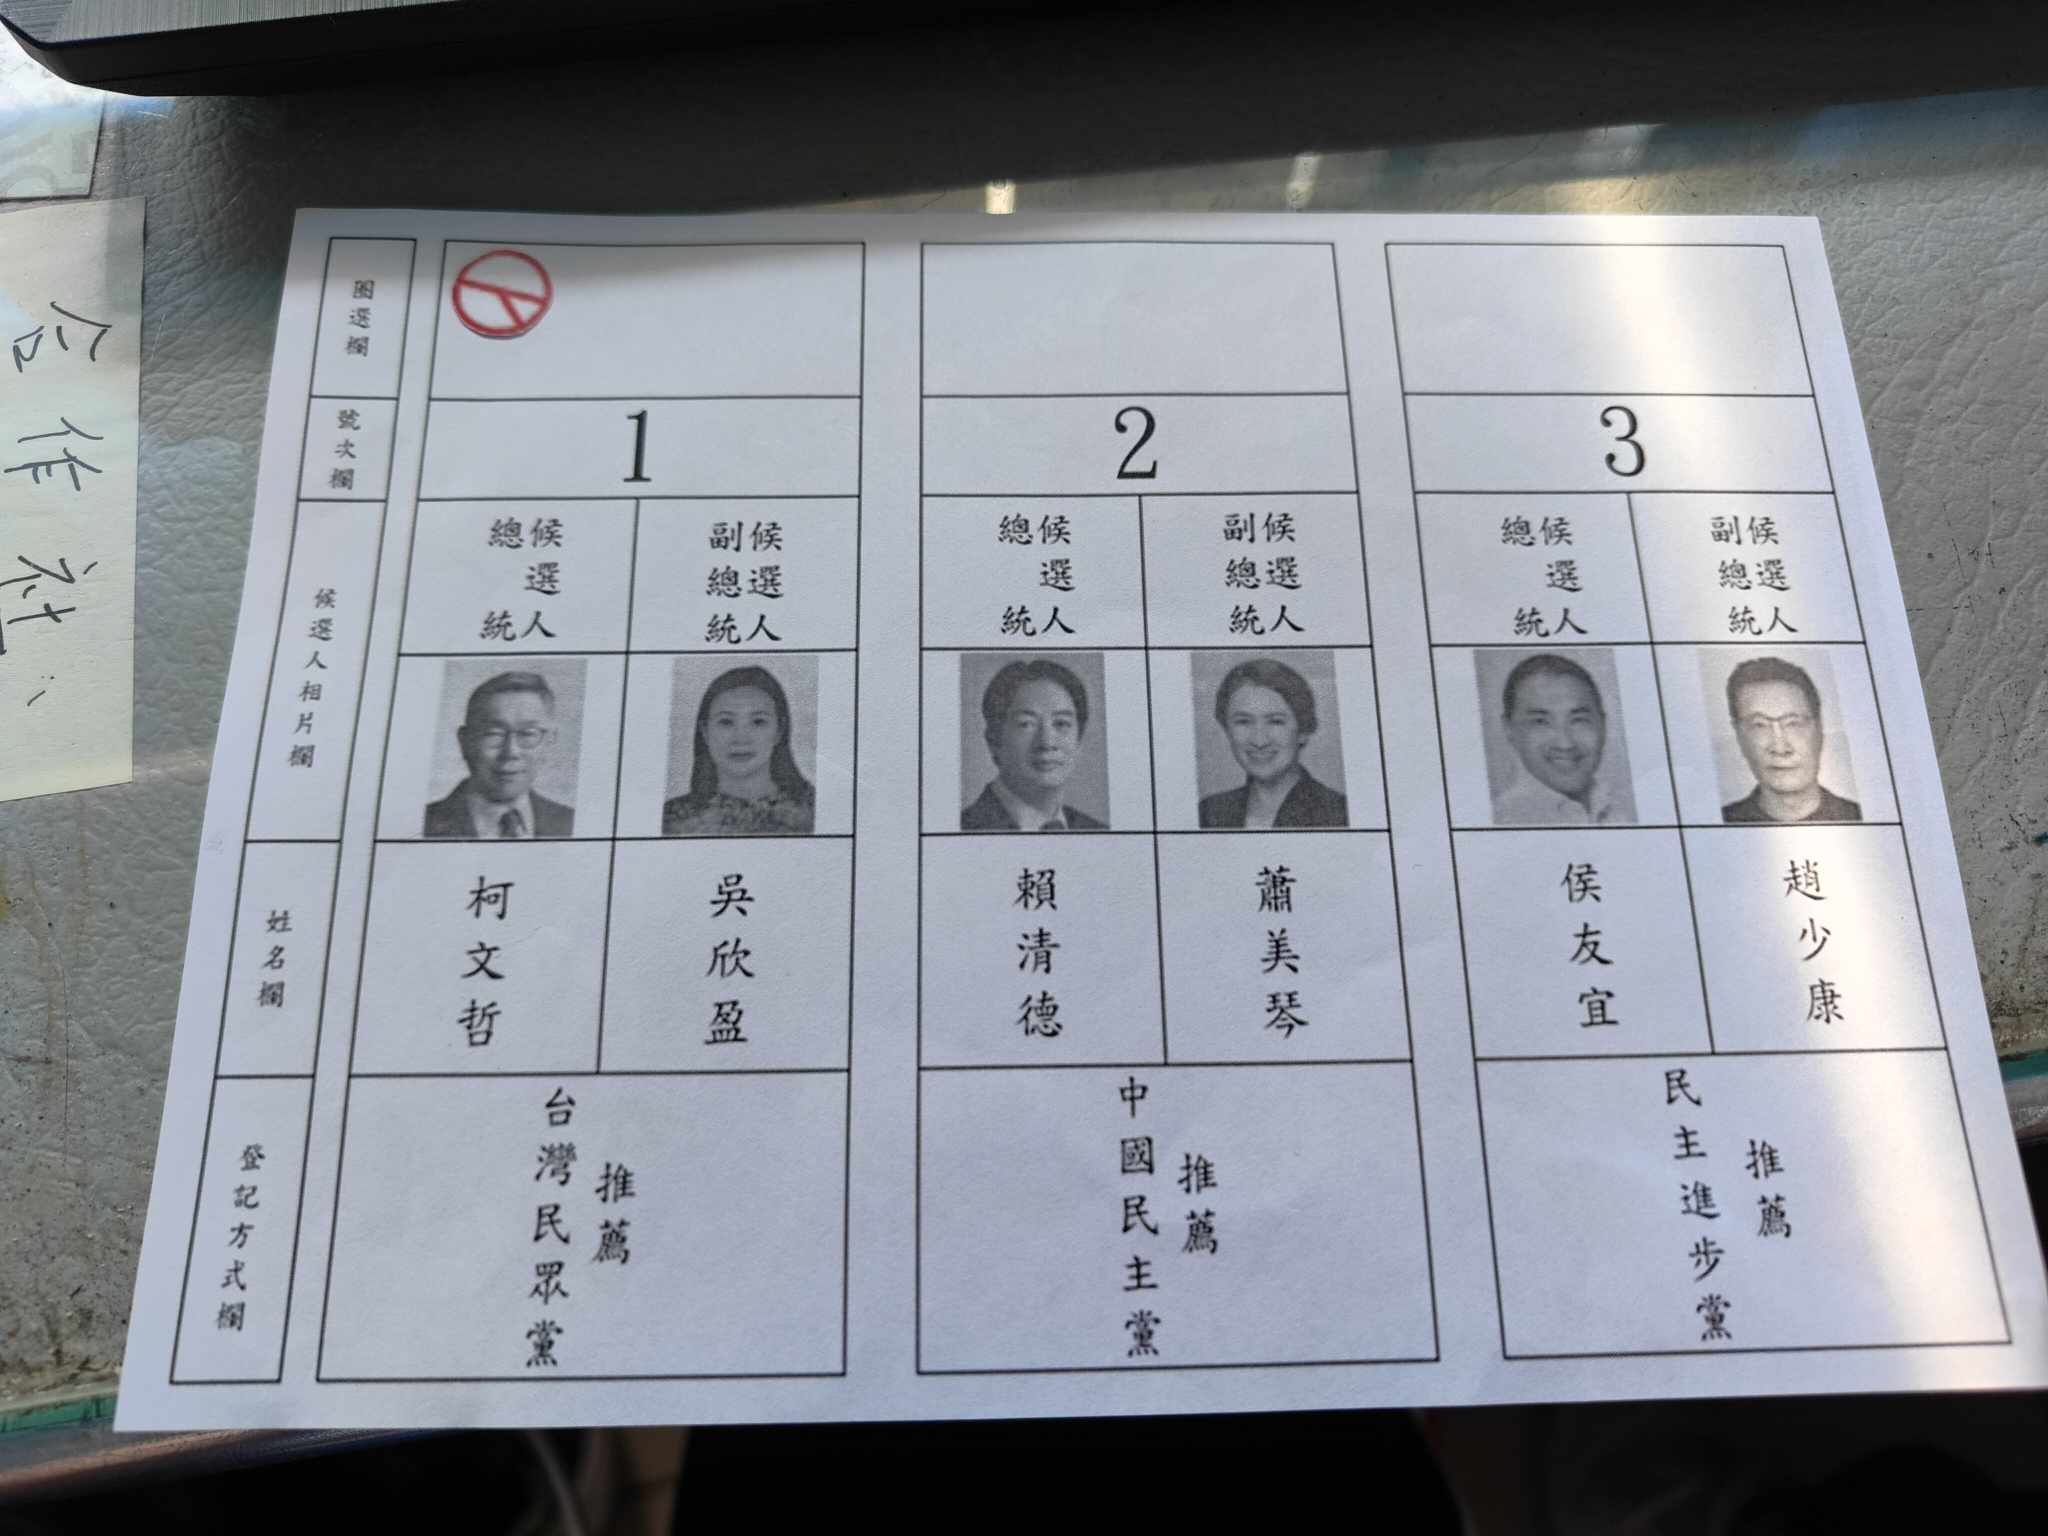 圈選欄
號次欄
候選人相片欄
姓名欄
登記方式欄
1
總統
候選人
副總統
候選人
柯文哲
吳欣盈
台灣民眾黨
推薦
2
總統
候選人
副總統
候選人
賴清德
蕭美琴
中國民主黨
推薦
3
總統
候選人
副總統
候選人
侯友宜
趙少康
民主進步黨
推薦
合作社